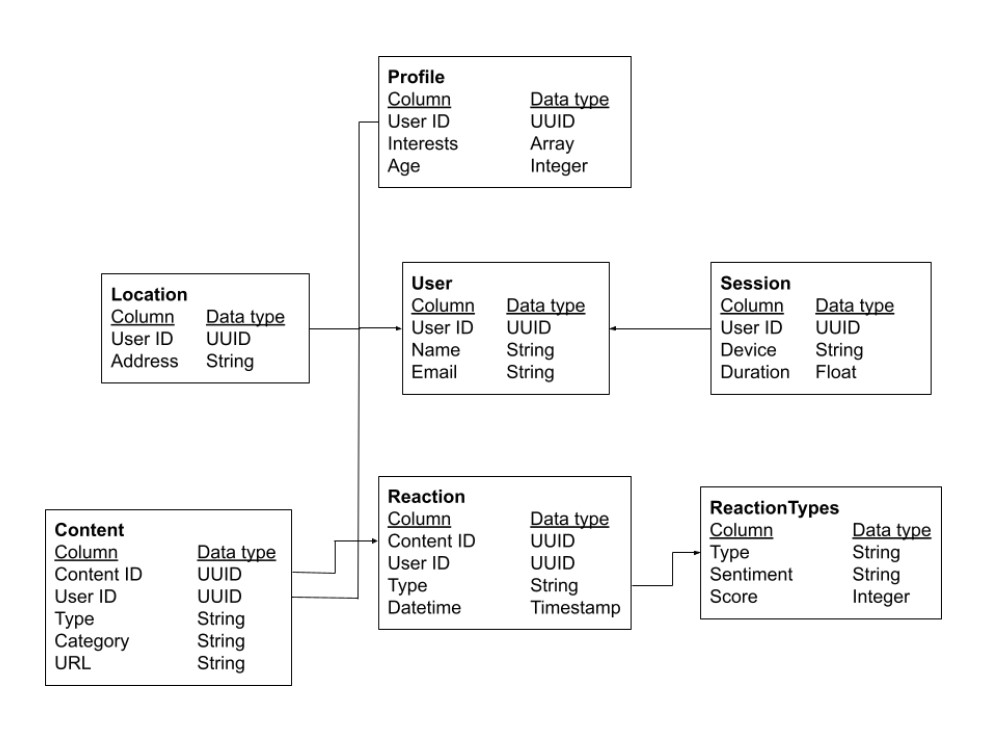 Profile
Column Data type
User ID UUID
Interests Array
Age Integer
Location
Column Data type
User ID UUID
Address String
User
Column Data type
User ID UUID
Name String
Email String
Session
Column Data type
User ID UUID
Device String
Duration Float
Content
Column Data type
Content ID UUID
User ID UUID
Type String
Category String
URL String
Reaction
Column Data type
Content ID UUID
User ID UUID
Type String
Datetime Timestamp
ReactionTypes
Column Data type
Type String
Sentiment String
Score Integer